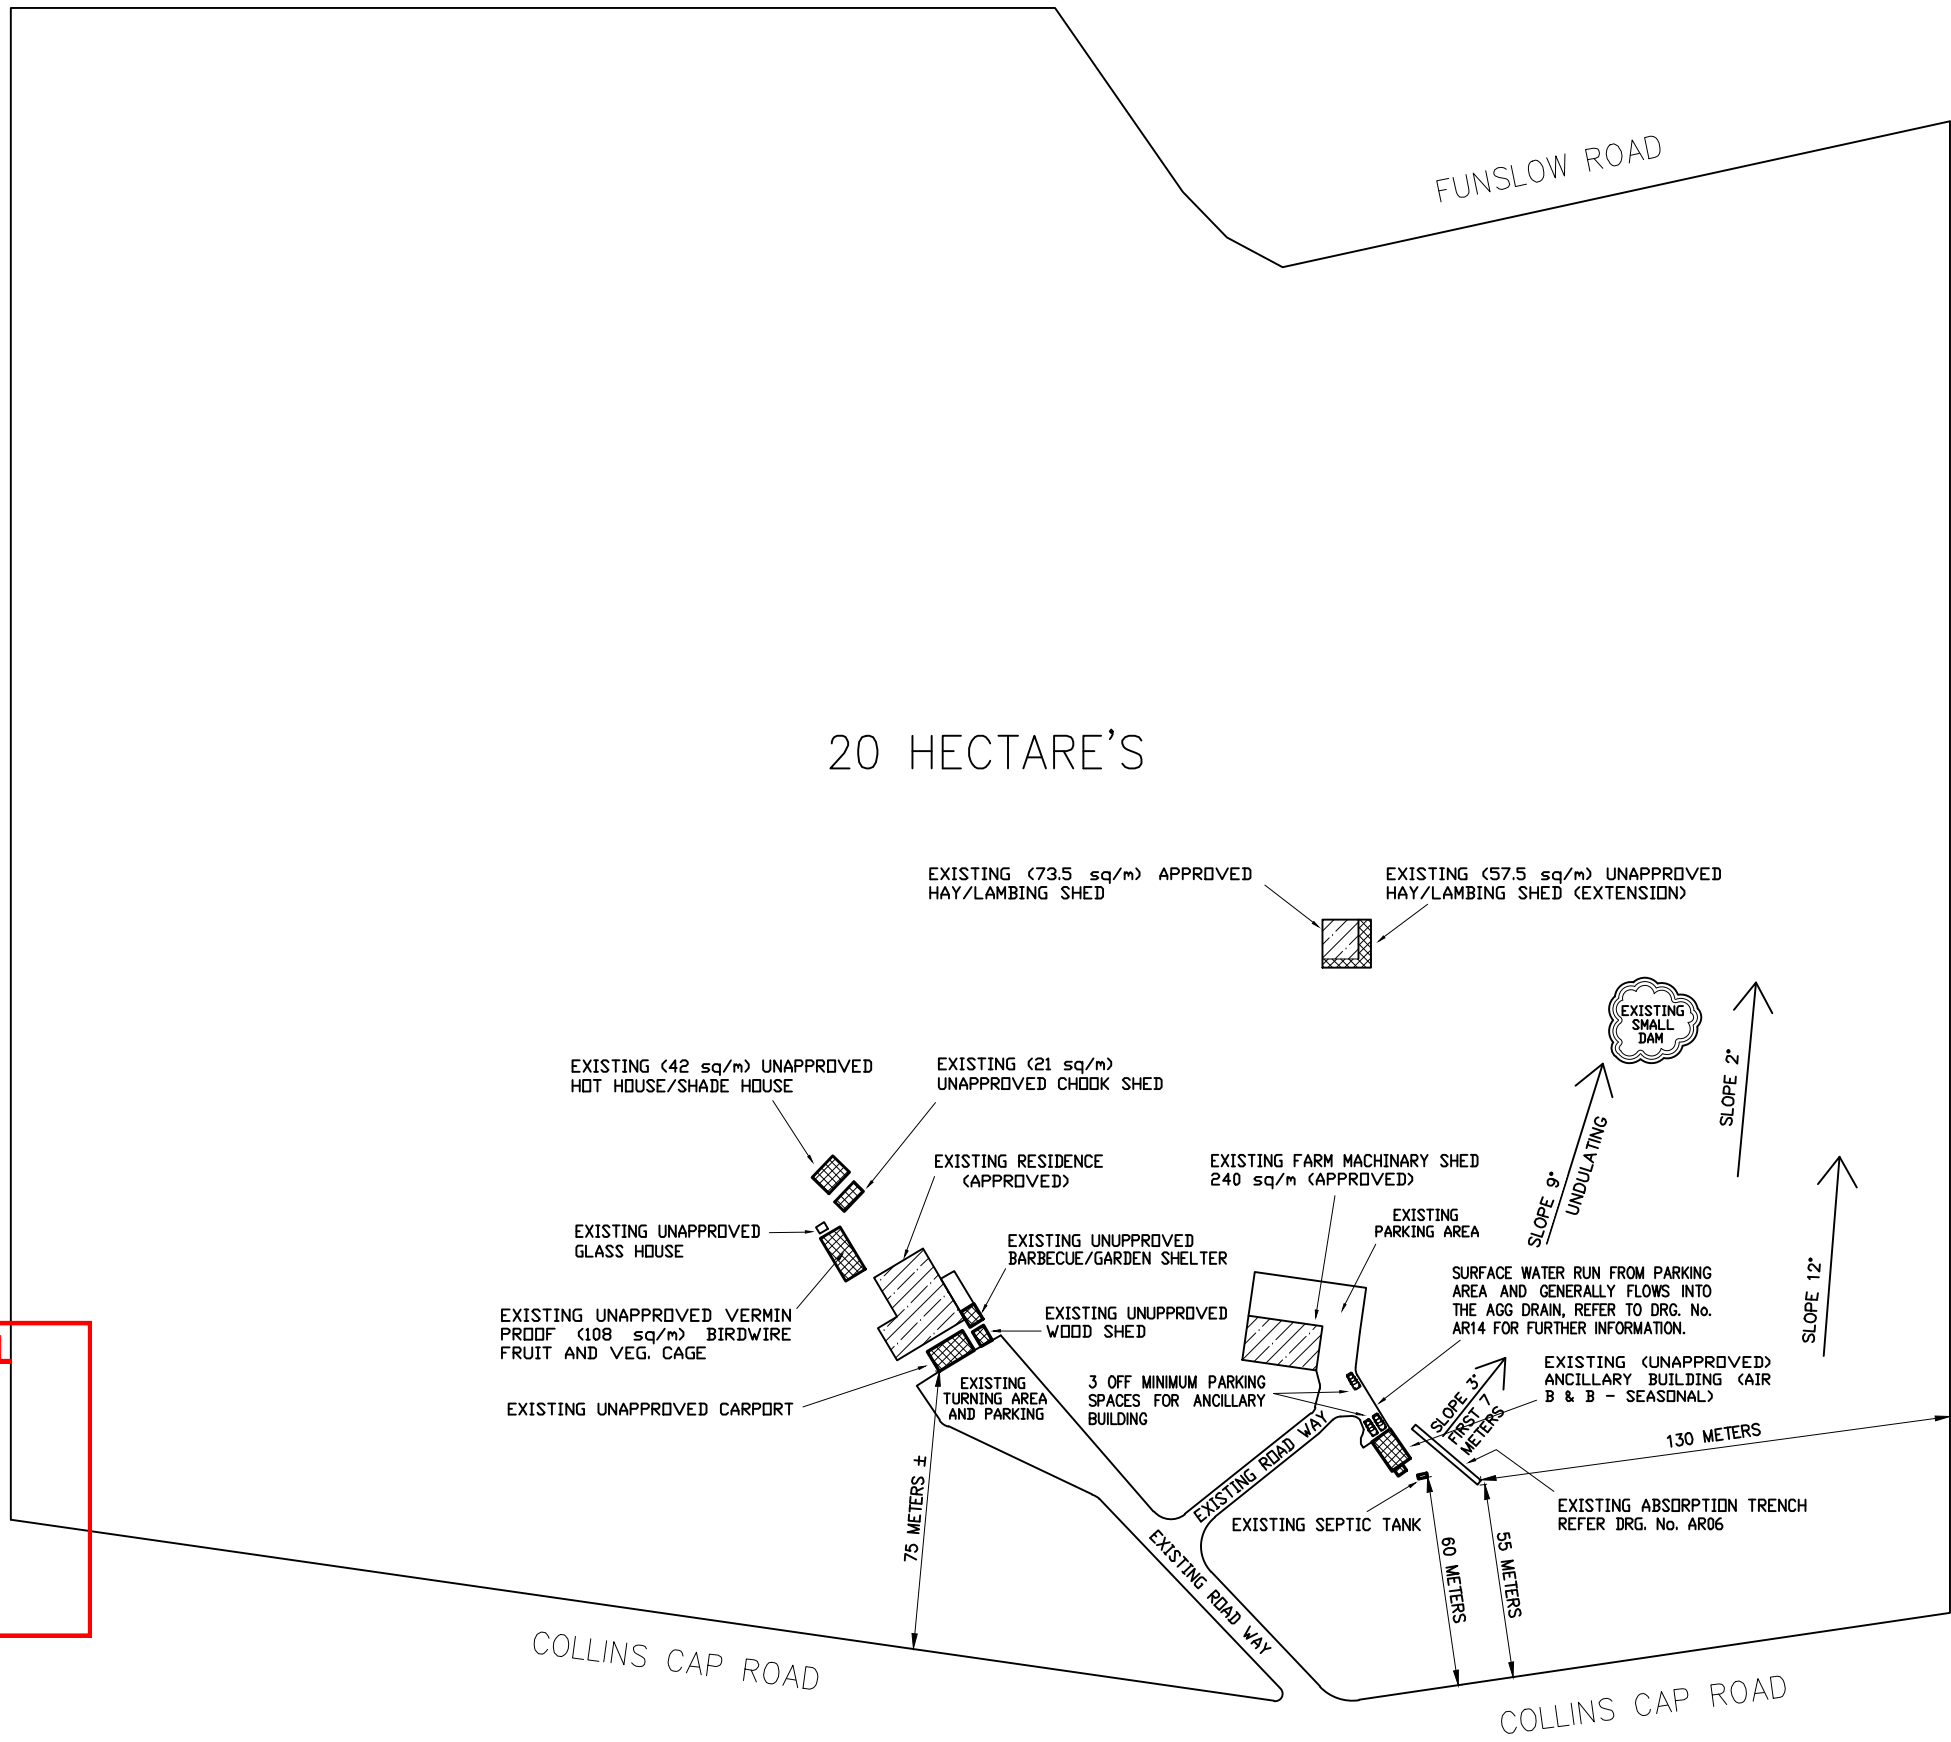 FUNSLOW ROAD
20 HECTARE'S
EXISTING (73.5 sq/m) APPROVED
HAY/LAMBING SHED
EXISTING (57.5 sq/m) UNAPPROVED
HAY/LAMBING SHED (EXTENSION)
EXISTING
SMALL
DAM
SLOPE 2°
EXISTING (42 sq/m) UNAPPROVED
HOT HOUSE/SHADE HOUSE
EXISTING (21 sq/m)
UNAPPROVED CHOOK SHED
EXISTING RESIDENCE
(APPROVED)
EXISTING FARM MACHINARY SHED
240 sq/m (APPROVED)
SLOPE 9°
UNDULATING
EXISTING
PARKING AREA
EXISTING UNAPPROVED
GLASS HOUSE
EXISTING UNUPPROVED
BARBECUE/GARDEN SHELTER
SURFACE WATER RUN FROM PARKING
AREA AND GENERALLY FLOWS INTO
THE AGG DRAIN, REFER TO DRG. No.
AR14 FOR FURTHER INFORMATION.
SLOPE 12°
EXISTING UNAPPROVED VERMIN
PROOF (108 sq/m) BIRDWIRE
FRUIT AND VEG. CAGE
EXISTING UNUPPROVED
WOOD SHED
EXISTING (UNAPPROVED)
ANCILLARY BUILDING (AIR
B & B - SEASONAL)
EXISTING UNAPPROVED CARPORT
EXISTING
TURNING AREA
AND PARKING
3 OFF MINIMUM PARKING
SPACES FOR ANCILLARY
BUILDING
SLOPE 3°
FIRST 7
METERS
130 METERS
EXISTING ROAD WAY
75 METERS ±
EXISTING SEPTIC TANK
EXISTING ABSORPTION TRENCH
REFER DRG. No. AR06
60 METERS
55 METERS
EXISTING ROAD WAY
COLLINS CAP ROAD
COLLINS CAP ROAD